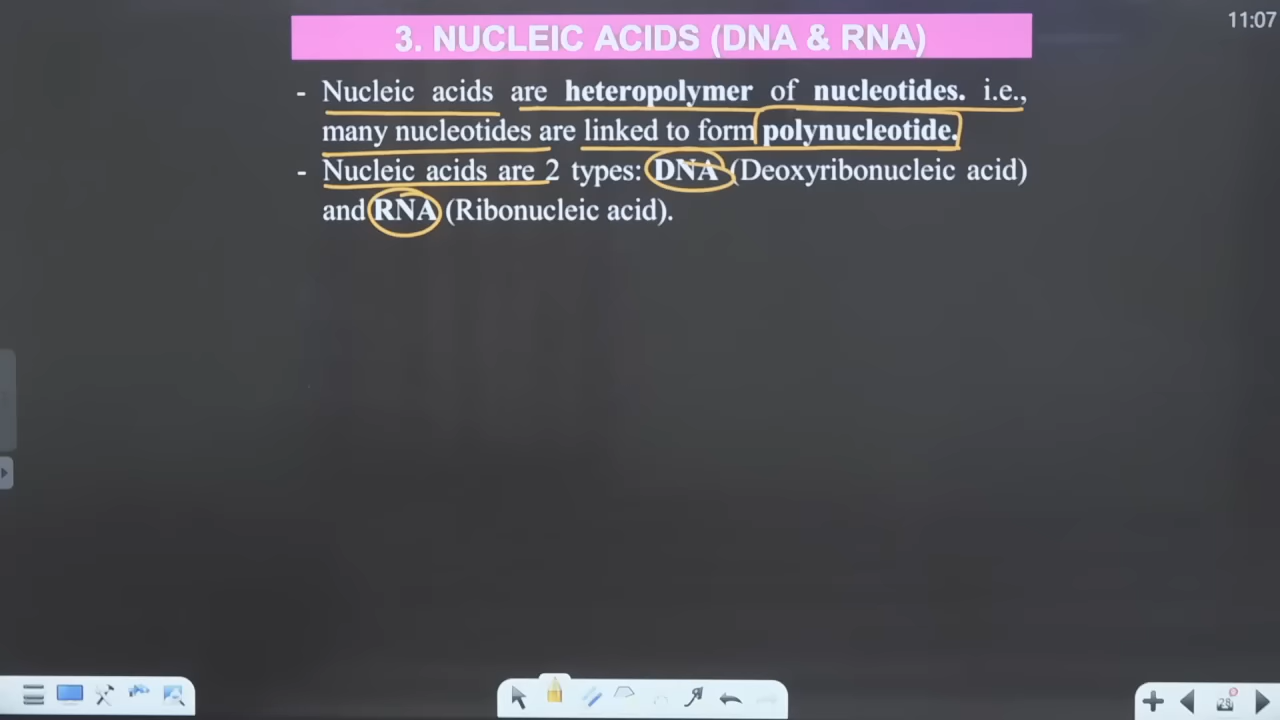 11:07
3. NUCLEIC ACIDS (DNA & RNA)
- Nucleic acids are heteropolymer of nucleotides. i.e.,
many nucleotides are linked to form polynucleotide.
- Nucleic acids are 2 types: DNA (Deoxyribonucleic acid)
and RNA (Ribonucleic acid).
28